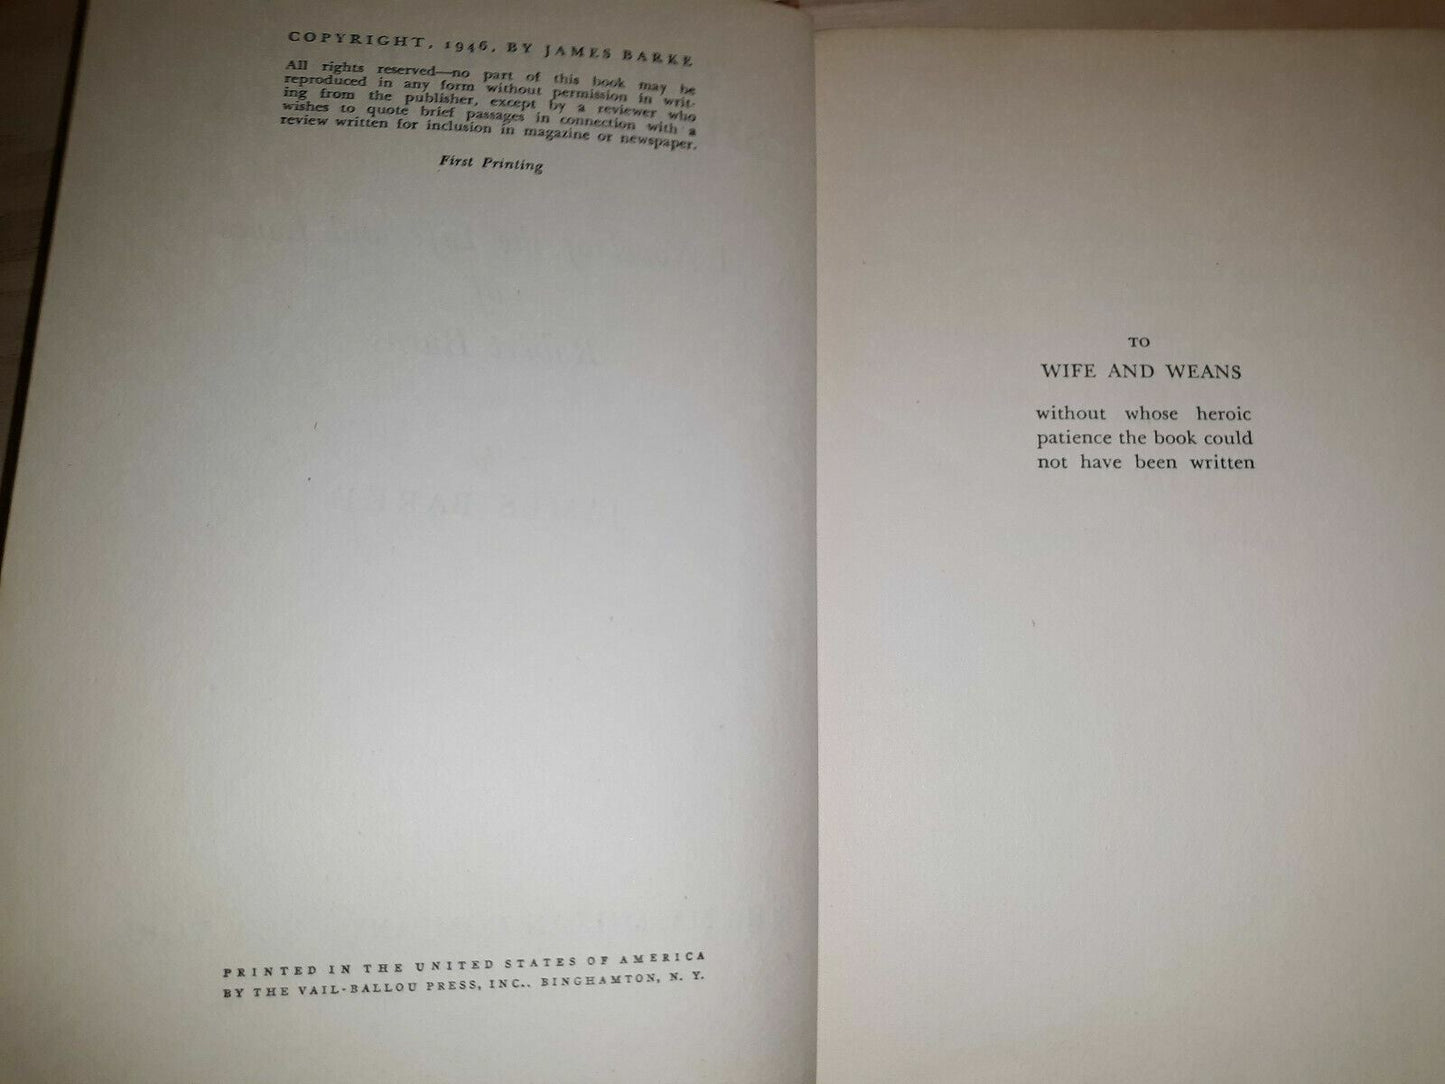 COPYRIGHT, 1946, BY JAMES BARKE
All rights reserved—no part of this book may be
reproduced in any form without permission in writ-
ing from the publisher, except by a reviewer who
wishes to quote brief passages in connection with a
review written for inclusion in magazine or newspaper.
First Printing
PRINTED IN THE UNITED STATES OF AMERICA
BY THE VAIL-BALLOU PRESS, INC., BINGHAMTON, N. Y.
TO
WIFE AND WEANS
without whose heroic
patience the book could
not have been written